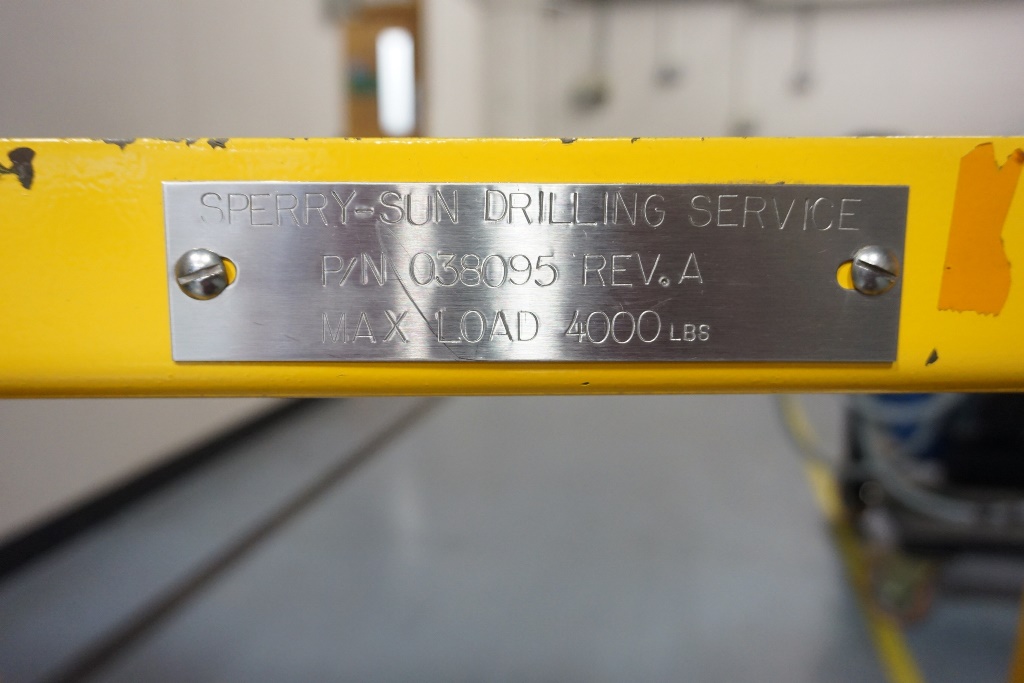 SPERRY-SUN DRILLING SERVICE
P/N 038095 REV. A
MAX LOAD 4000 LBS